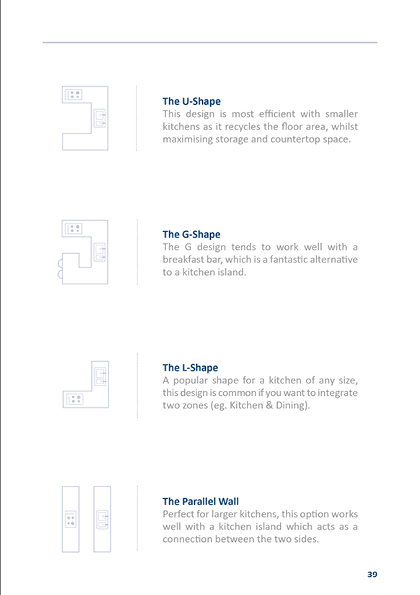 The U-Shape
This design is most efficient with smaller
kitchens as it recycles the floor area, whilst
maximising storage and countertop space.
The G-Shape
The G design tends to work well with a
breakfast bar, which is a fantastic alternative
to a kitchen island.
The L-Shape
A popular shape for a kitchen of any size,
this design is common if you want to integrate
two zones (eg. Kitchen & Dining).
The Parallel Wall
Perfect for larger kitchens, this option works
well with a kitchen island which acts as a
connection between the two sides.
39